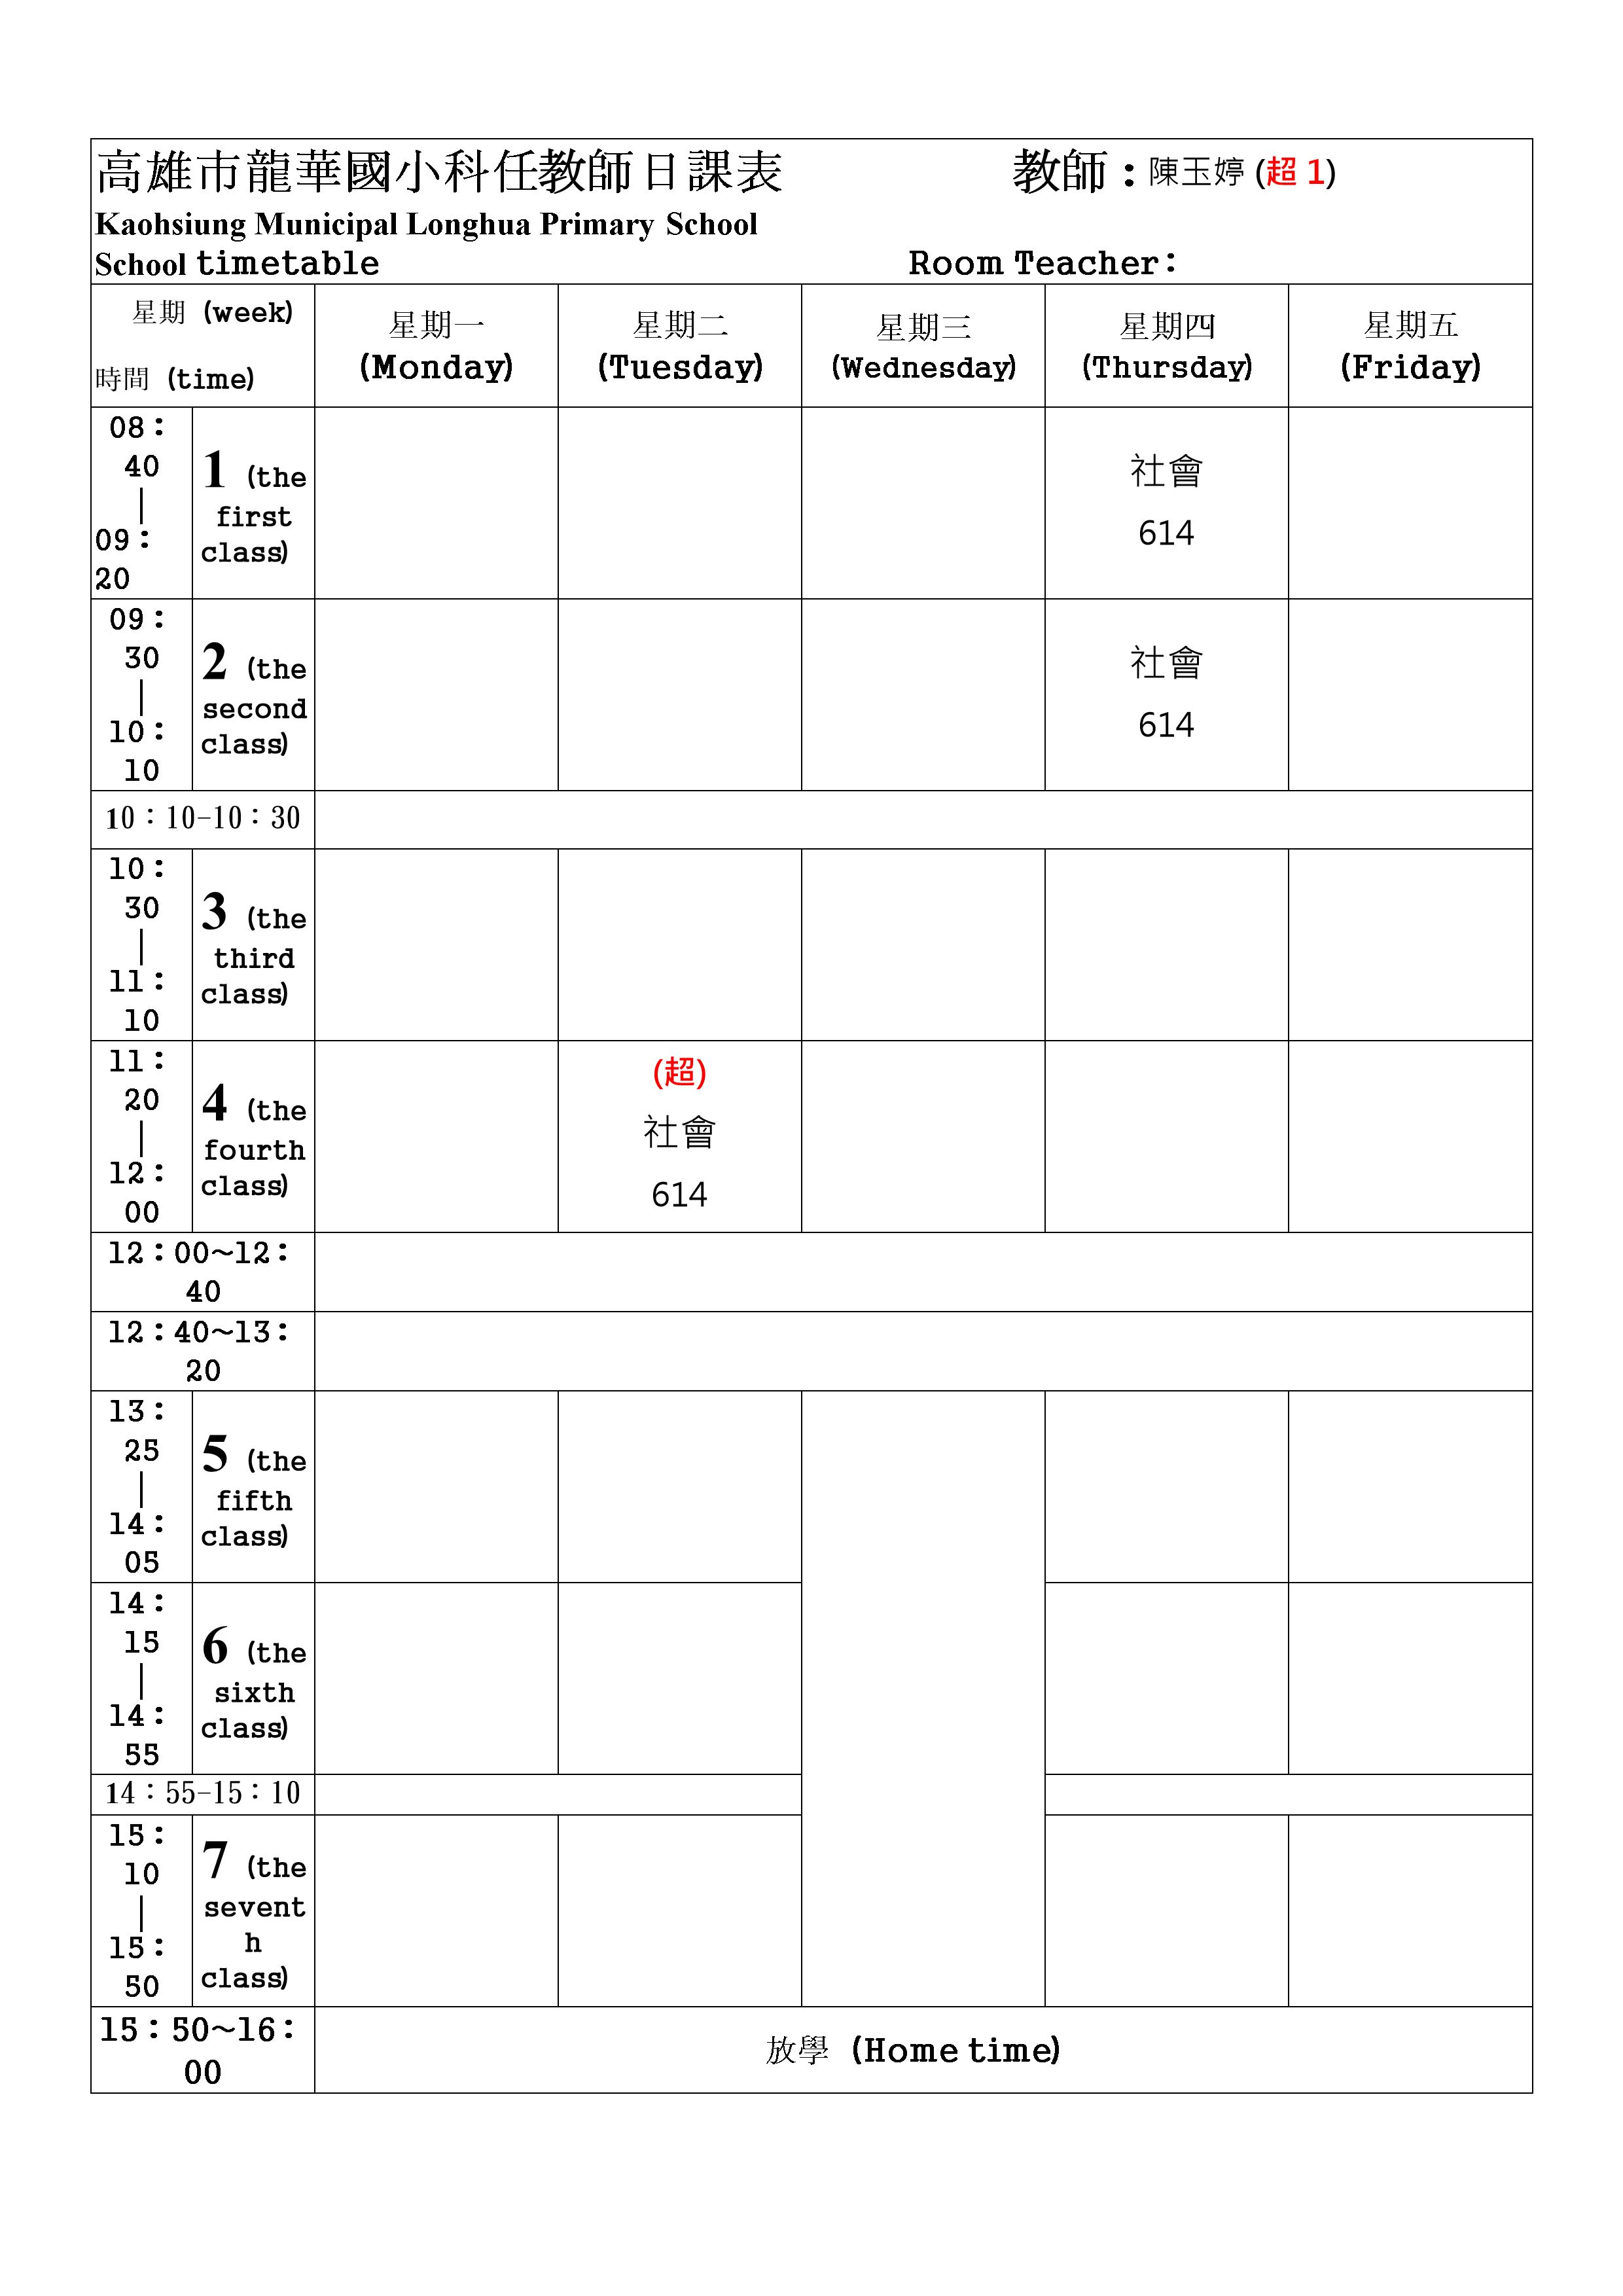 高雄市龍華國小科任教師日課表 教師：陳玉婷 (超 1)
Kaohsiung Municipal Longhua Primary School
School timetable Room Teacher:
星期 (week)
時間 (time)
星期一
(Monday)
星期二
(Tuesday)
星期三
(Wednesday)
星期四
(Thursday)
星期五
(Friday)
08：
40
｜
09：
20
1 (the
first
class)
社會
614
09：
30
｜
10：
10
2 (the
second
class)
社會
614
10：10-10：30
10：
30
｜
11：
10
3 (the
third
class)
11：
20
｜
12：
00
4 (the
fourth
class)
(超)
社會
614
12：00~12：
40
12：40~13：
20
13：
25
｜
14：
05
5 (the
fifth
class)
14：
15
｜
14：
55
6 (the
sixth
class)
14：55-15：10
15：
10
｜
15：
50
7 (the
sevent
h
class)
15：50~16：
00
放學 (Home time)